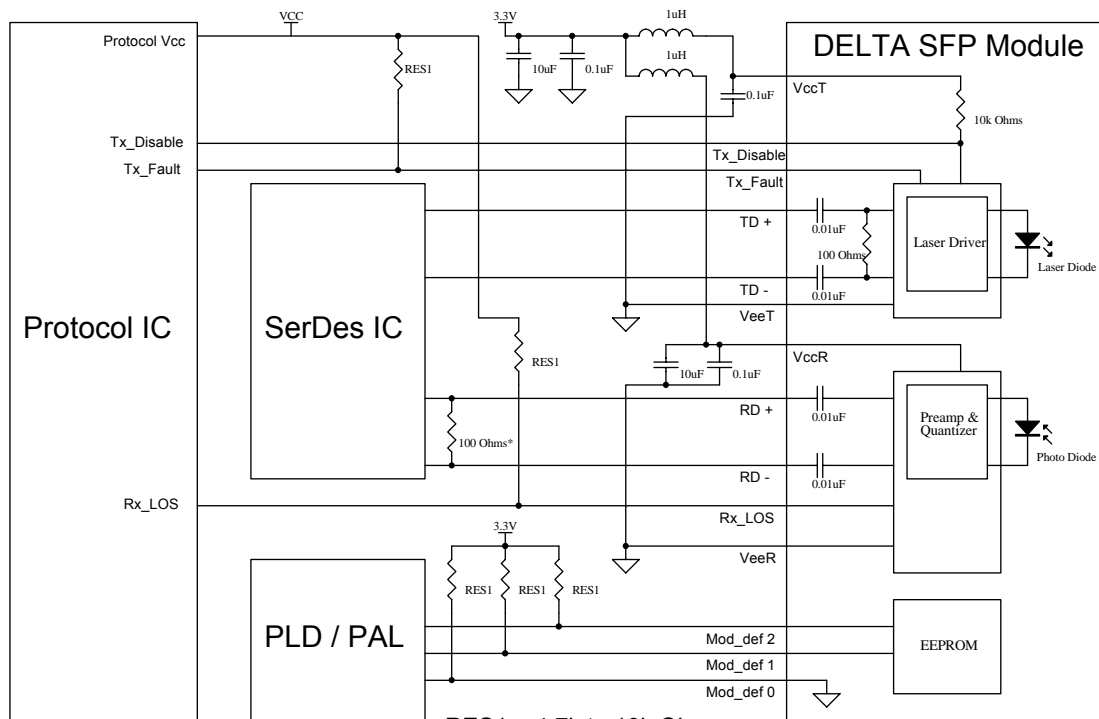 VCC
3.3V
1uH
Protocol Vcc
RES1
10uF
0.1uF
1uH
DELTA SFP Module
VccT
0.1uF
10k Ohms
Tx_Disable
Tx_Disable
Tx_Fault
Tx_Fault
TD +
0.01uF
Laser Driver
100 Ohms
Laser Diode
TD -
0.01uF
VeeT
Protocol IC
SerDes IC
RES1
10uF
0.1uF
VccR
RD +
0.01uF
Preamp &
Quantizer
100 Ohms*
Photo Diode
RD -
0.01uF
Rx_LOS
Rx_LOS
3.3V
VeeR
RES1
RES1
RES1
PLD / PAL
Mod_def 2
EEPROM
Mod_def 1
Mod_def 0